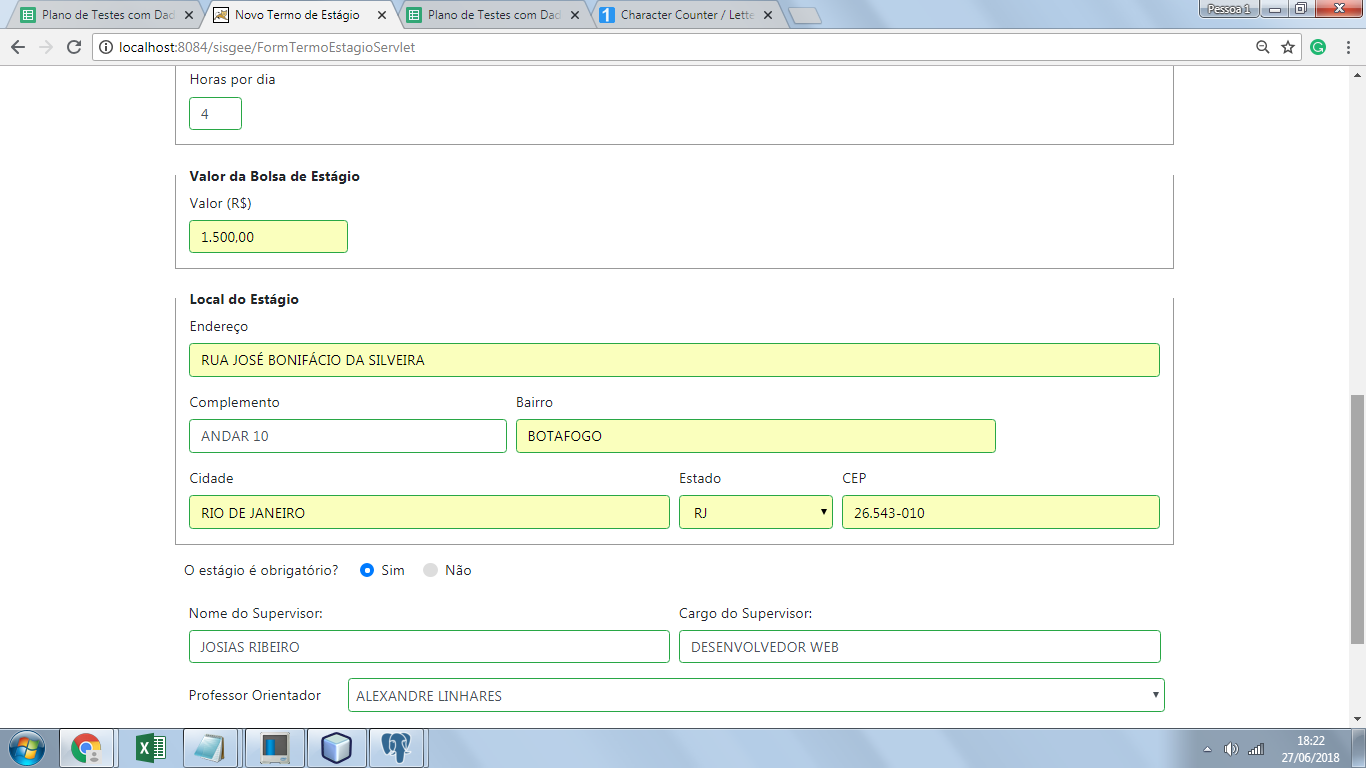 Plano de Testes com Dad
Novo Termo de Estágio
Plano de Testes com Dad
Character Counter / Lette
Pessoa 1
localhost:8084/sisgee/FormTermoEstagioServlet
Horas por dia
4
Valor da Bolsa de Estágio
Valor (R$)
1.500,00
Local do Estágio
Endereço
RUA JOSÉ BONIFÁCIO DA SILVEIRA
Complemento Bairro
ANDAR 10 BOTAFOGO
Cidade Estado CEP
RIO DE JANEIRO RJ 26.543-010
O estágio é obrigatório? Sim Não
Nome do Supervisor: Cargo do Supervisor:
JOSIAS RIBEIRO DESENVOLVEDOR WEB
Professor Orientador ALEXANDRE LINHARES
18:22
27/06/2018